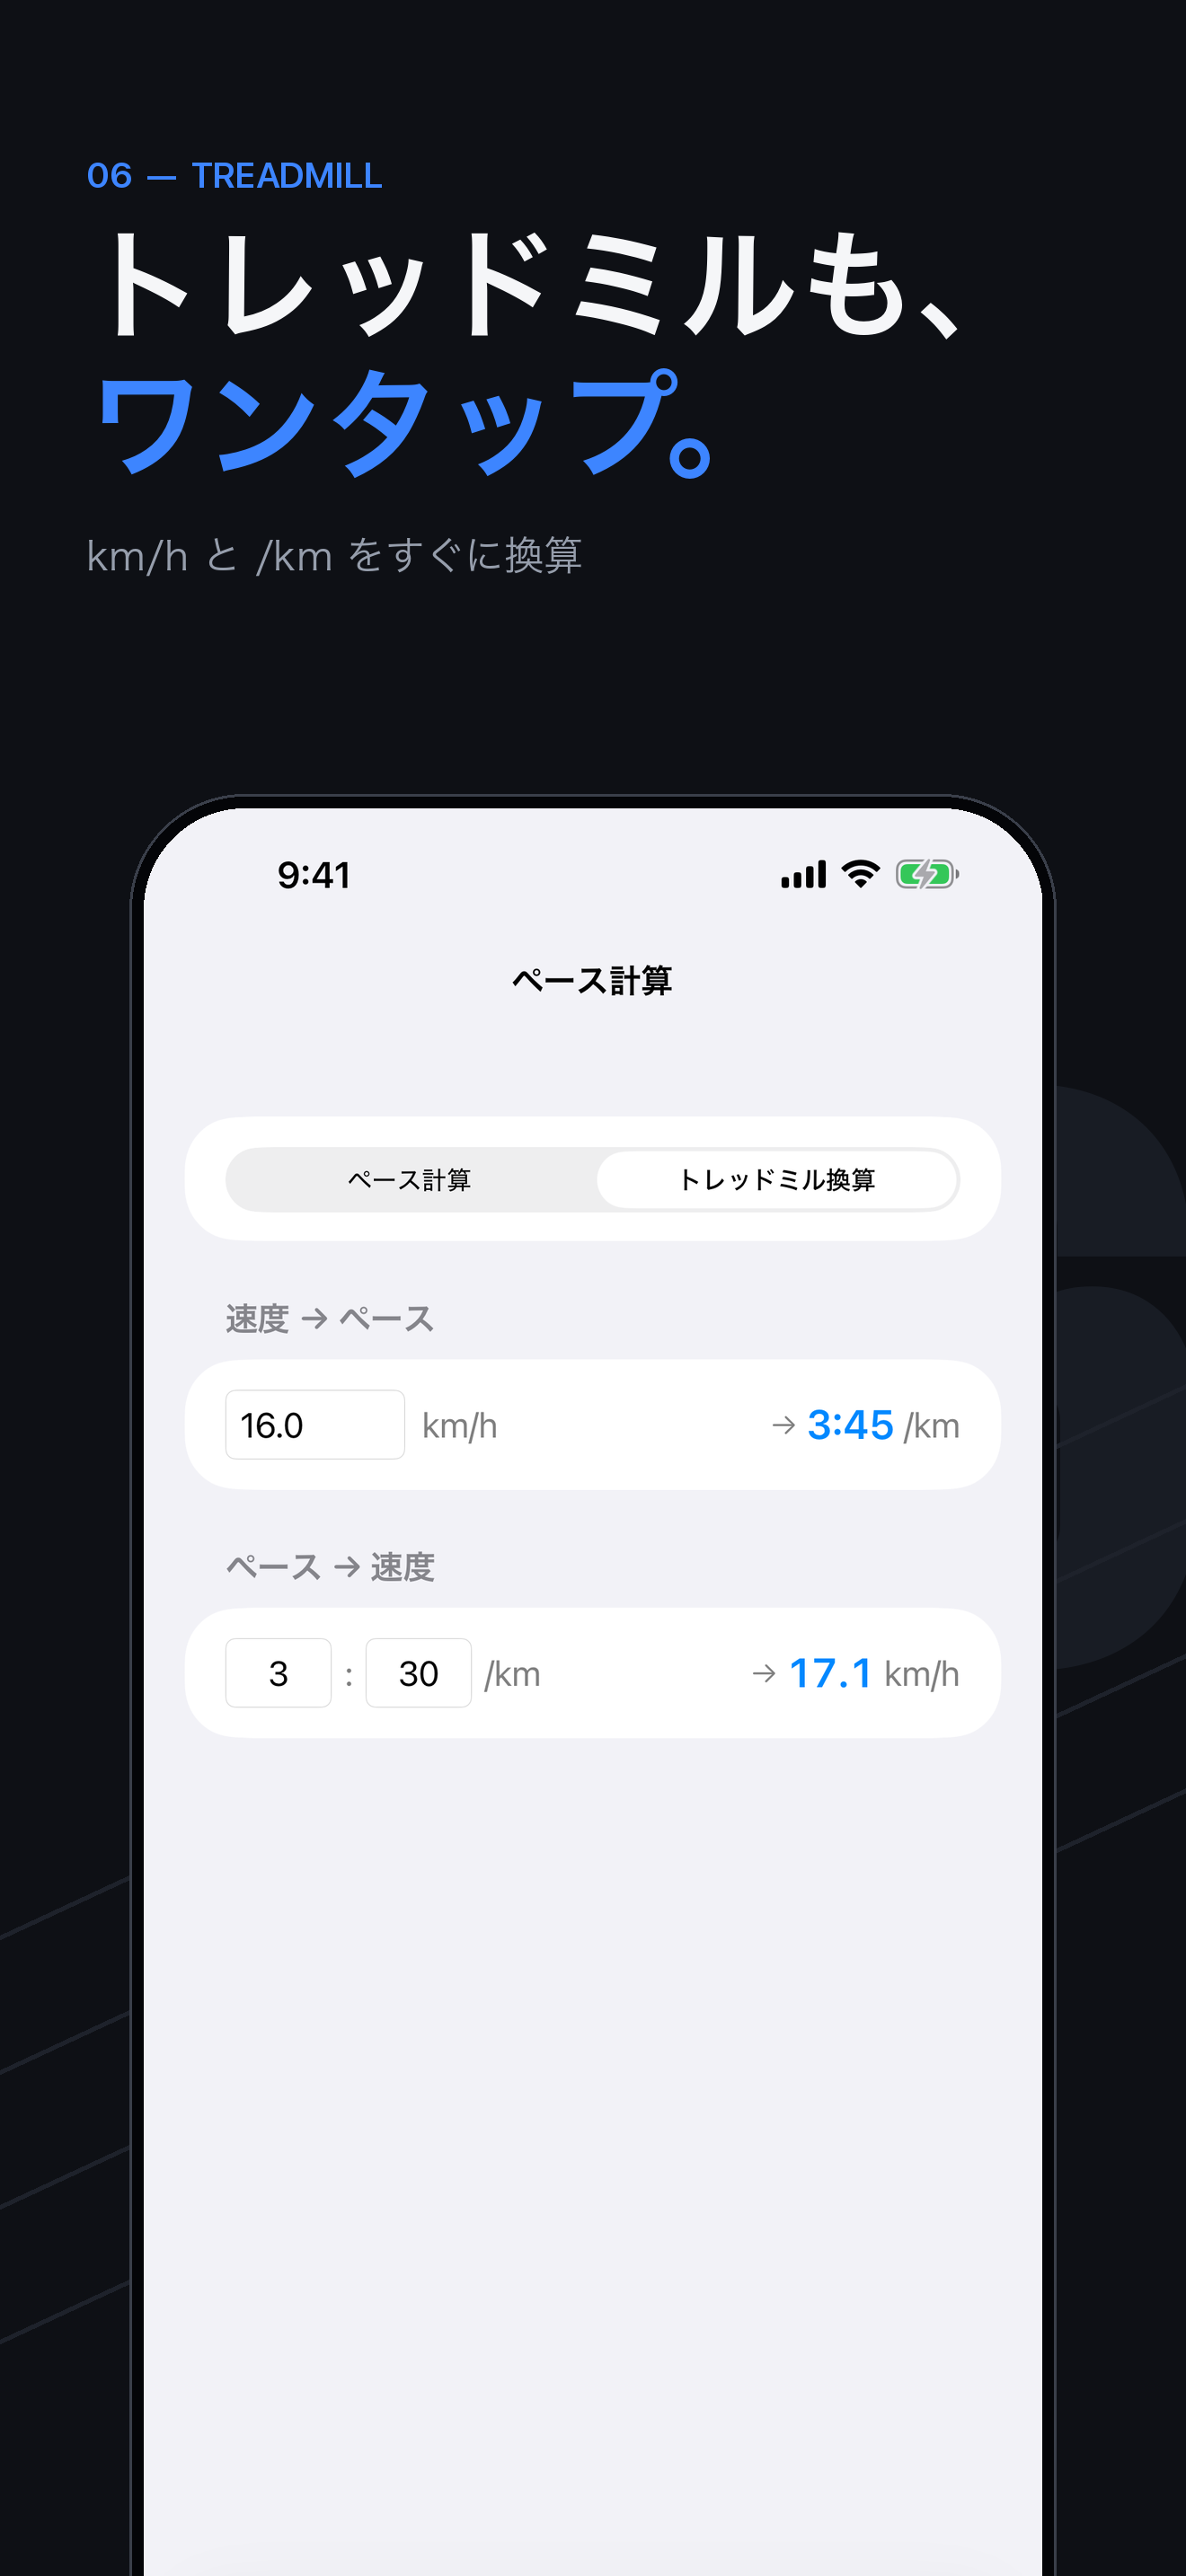 06 — TREADMILL
トレッドミルも、
ワンタップ。
km/h と /km をすぐに換算
9:41
ペース計算
ペース計算 トレッドミル換算
速度 → ペース
16.0 km/h → 3:45 /km
ペース → 速度
3 : 30 /km → 17.1 km/h